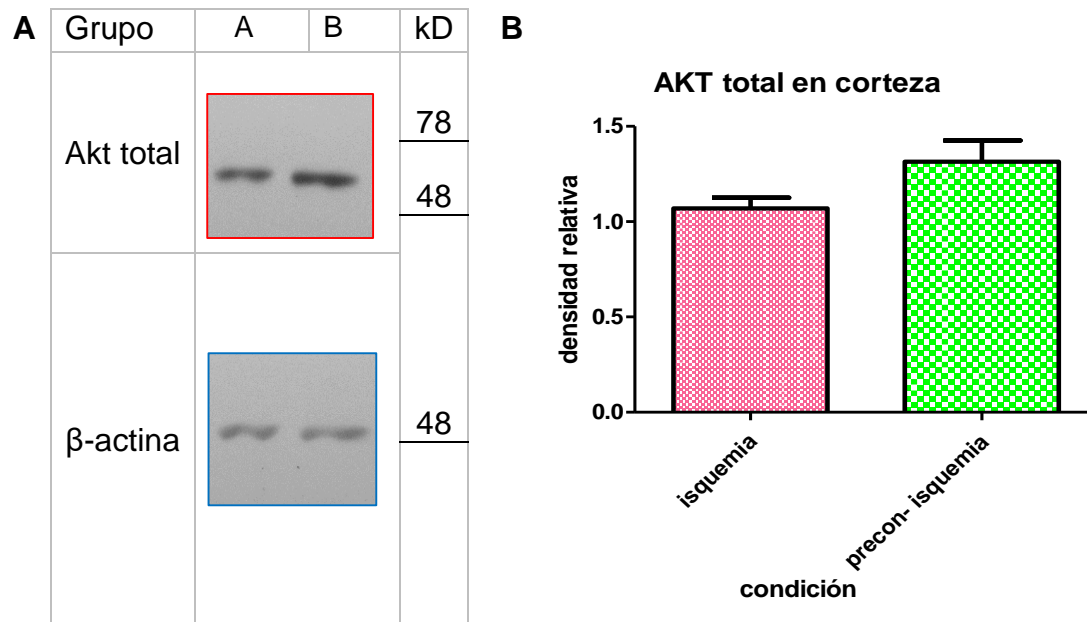 A
Grupo A B kD
Akt total
78
48
β-actina
48
B
AKT total en corteza
densidad relativa
1.5
1.0
0.5
0.0
isquemia
precon- isquemia
condición